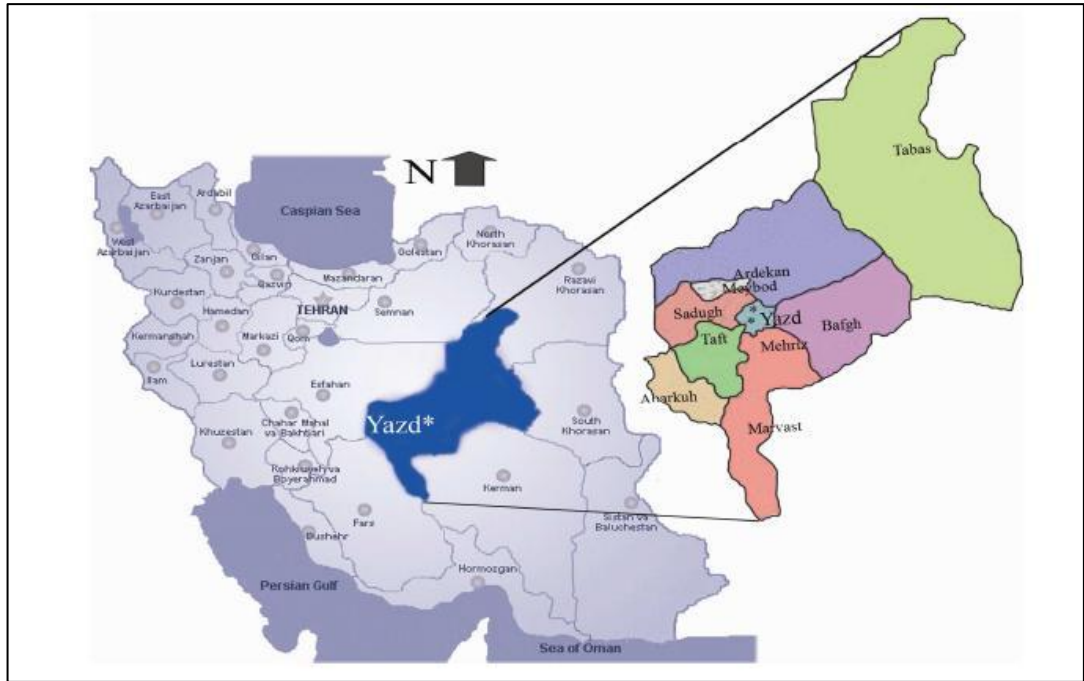 N
Caspian Sea
East
Azarbaijan
Ardabil
West
Azarbaijan
Gilan
Zanjan
Qazvin
Mazandaran
Golestan
North
Khorasan
Razavi
Khorasan
Kurdestan
Hamedan
TEHRAN
Semnan
Kermanshah
Markazi
Qom
Ilam
Lurestan
Esfahan
Chahar Mahal
va Bakhtiari
Khuzestan
Kohkiluyeh va
Boyerahmad
Yazd*
South
Khorasan
Kerman
Fars
Bushehr
Sistan va
Baluchestan
Hormozgan
Persian Gulf
Sea of Oman
Tabas
Ardekan
Meybod
Sadugh
Yazd
Bafgh
Taft
Mehriz
Abarkuh
Marvast